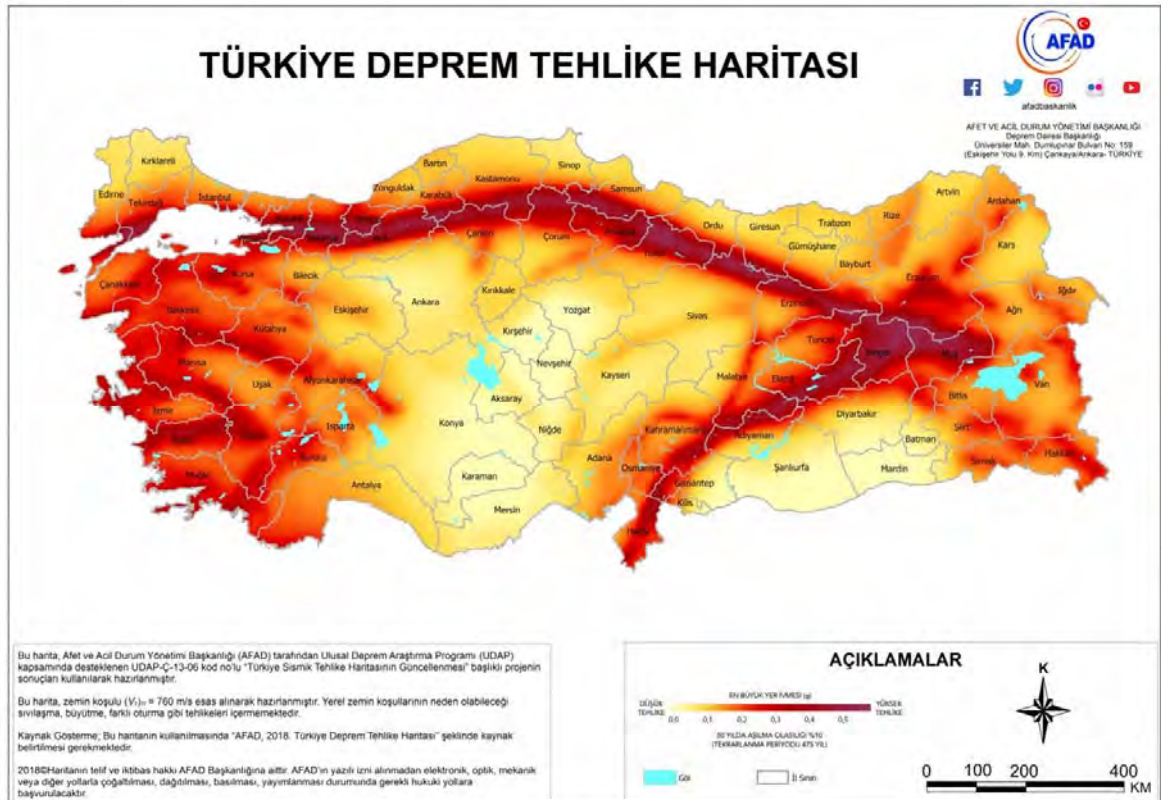 TÜRKİYE DEPREM TEHLİKE HARİTASI
AFAD
afadbaskanlik
AFET VE ACİL DURUM YÖNETİMİ BAŞKANLIĞI
Deprem Dairesi Başkanlığı
Üniversiler Mah. Dumlupınar Bulvarı No: 159
(Eskişehir Yolu 9. Km) Çankaya/Ankara- TÜRKİYE
Kırklareli
Edirne
Tekirdağ
İstanbul
Zonguldak
Bartın
Karabük
Kastamonu
Sinop
Samsun
Ordu
Giresun
Trabzon
Rize
Artvin
Ardahan
Kars
Gümüşhane
Bayburt
Erzurum
Iğdır
Ağrı
Çanakkale
Bursa
Bilecik
Eskişehir
Ankara
Çankırı
Çorum
Kırıkkale
Yozgat
Sivas
Tunceli
Bingöl
Muş
Balıkesir
Kütahya
Manisa
Uşak
Afyonkarahisar
Kırşehir
Nevşehir
Kayseri
Malatya
Elazığ
Bitlis
Van
İzmir
Isparta
Konya
Aksaray
Niğde
Kahramanmaraş
Adıyaman
Diyarbakır
Batman
Siirt
Muğla
Burdur
Antalya
Karaman
Mersin
Adana
Osmaniye
Gaziantep
Kilis
Hatay
Şanlıurfa
Mardin
Şırnak
Hakkari
Bu harita, Afet ve Acil Durum Yönetimi Başkanlığı (AFAD) tarafından Ulusal Deprem Araştırma Programı (UDAP)
kapsamında desteklenen UDAP-Ç-13-06 kod no'lu "Türkiye Sismik Tehlike Haritasının Güncellenmesi" başlıklı projenin
sonuçları kullanılarak hazırlanmıştır.
Bu harita, zemin koşulu = 760 m/s esas alınarak hazırlanmıştır. Yerel zemin koşullarının neden olabileceği
sıvılaşma, büyütme, farklı oturma gibi tehlikeleri içermemektedir.
Kaynak Gösterme; Bu haritanın kullanılmasında "AFAD, 2018. Türkiye Deprem Tehlike Haritası" şeklinde kaynak
belirtilmesi gerekmektedir.
2018©Haritanın telif ve iktibas hakkı AFAD Başkanlığına aittir. AFAD'ın yazılı izni alınmadan elektronik, optik, mekanik
veya diğer yollarla çoğaltılması, dağıtılması, basılması, yayımlanması durumunda gerekli hukuki yollara
başvurulacaktır.
AÇIKLAMALAR
EN BÜYÜK YER İVMESİ (g)
DÜŞÜK TEHLİKE
YÜKSEK TEHLİKE
0,0 0,1 0,2 0,3 0,4 0,5
50 YILDA AŞILMA OLASILIĞI %10
(TEKRARLANMA PERİYODU 475 YIL)
Göl
İl Sınırı
K
0 100 200 400
KM